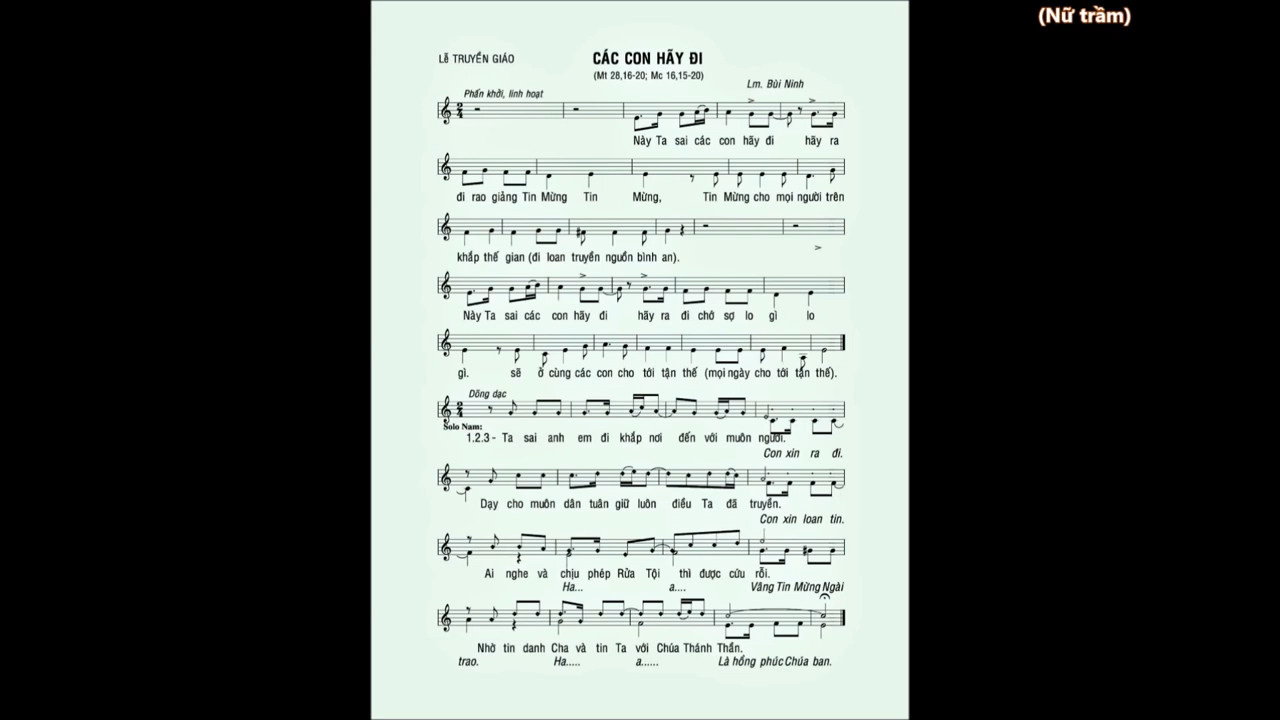 (Nữ trầm)
LỄ TRUYỀN GIÁO
CÁC CON HÃY ĐI
(Mt 28,16-20; Mc 16,15-20)
Lm. Bùi Ninh
Phấn khởi, linh hoạt
Này Ta sai các con hãy đi hãy ra
đi rao giảng Tin Mừng Tin Mừng, Tin Mừng cho mọi người trên
khắp thế gian (đi loan truyền nguồn bình an).
Này Ta sai các con hãy đi hãy ra đi chớ sợ lo gì lo
gì. sẽ ở cùng các con cho tới tận thế (mọi ngày cho tới tận thế).
Dõng dạc
Solo Nam:
1.2.3- Ta sai anh em đi khắp nơi đến với muôn người.
Con xin ra đi.
Dạy cho muôn dân tuân giữ luôn điều Ta đã truyền.
Con xin loan tin.
Ai nghe và chịu phép Rửa Tội thì được cứu rỗi.
Ha... a.... Vâng Tin Mừng Ngài
Nhờ tin danh Cha và tin Ta với Chúa Thánh Thần.
trao. Ha..... a...... Là hồng phúc Chúa ban.